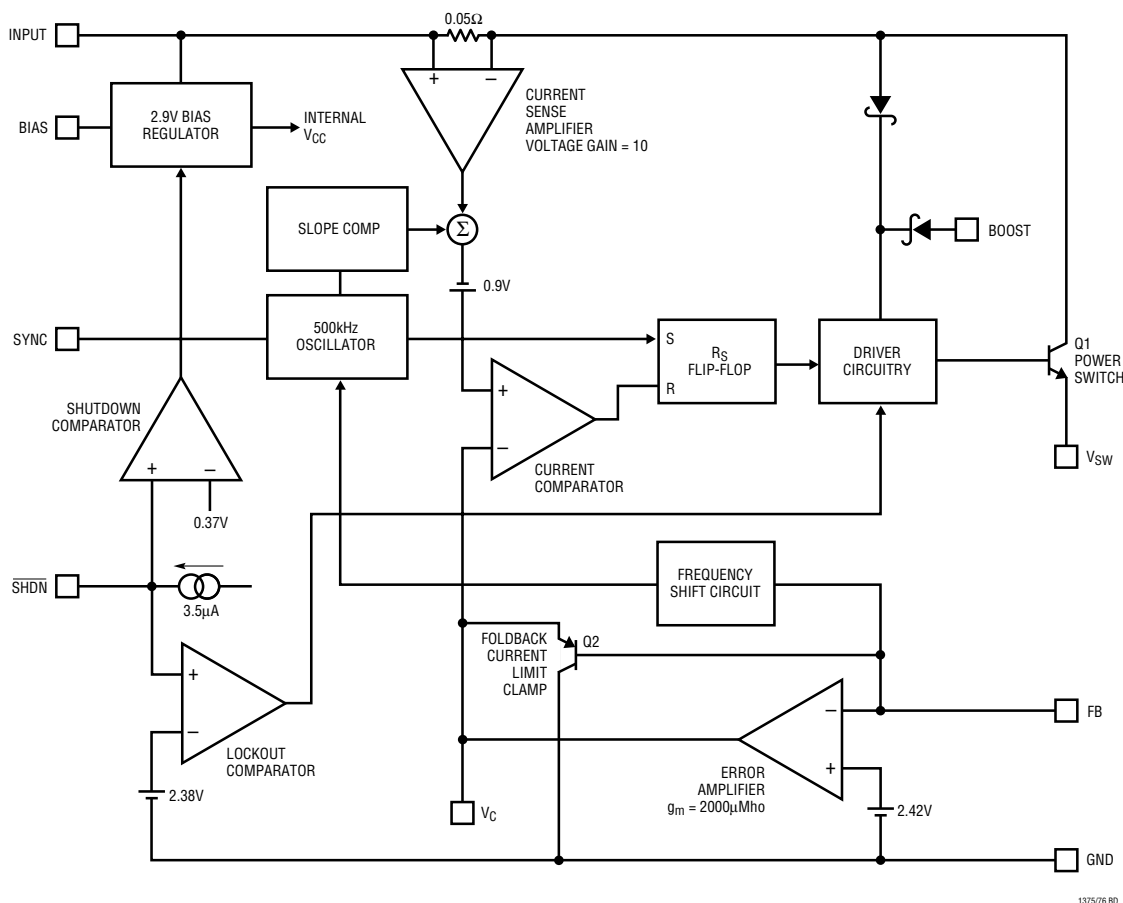 INPUT
0.05Ω
+
−
2.9V BIAS
REGULATOR
BIAS
INTERNAL
VCC
CURRENT
SENSE
AMPLIFIER
VOLTAGE GAIN = 10
SLOPE COMP
Σ
BOOST
0.9V
SYNC
500kHz
OSCILLATOR
S
R
RS
FLIP-FLOP
DRIVER
CIRCUITRY
Q1
POWER
SWITCH
+
−
CURRENT
COMPARATOR
VSW
SHUTDOWN
COMPARATOR
+
−
0.37V
SHDN
3.5µA
FREQUENCY
SHIFT CIRCUIT
FOLDBACK
CURRENT
LIMIT
CLAMP
Q2
+
−
LOCKOUT
COMPARATOR
2.38V
−
+
FB
ERROR
AMPLIFIER
gm = 2000µMho
2.42V
VC
GND
1375/76 BD